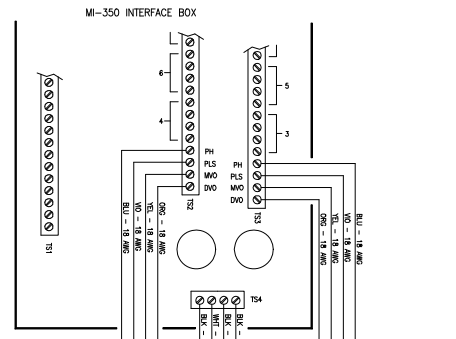 MI-350 INTERFACE BOX
6
5
4
3
PH
PLS
MVO
DVO
PH
PLS
MVO
DVO
TS1
TS2
TS3
BLU - 18 AWG
VIO - 18 AWG
YEL - 18 AWG
ORG - 18 AWG
ORG - 18 AWG
YEL - 18 AWG
VIO - 18 AWG
BLU - 18 AWG
TS4
BLK -
WHT -
BLK -
BLK -